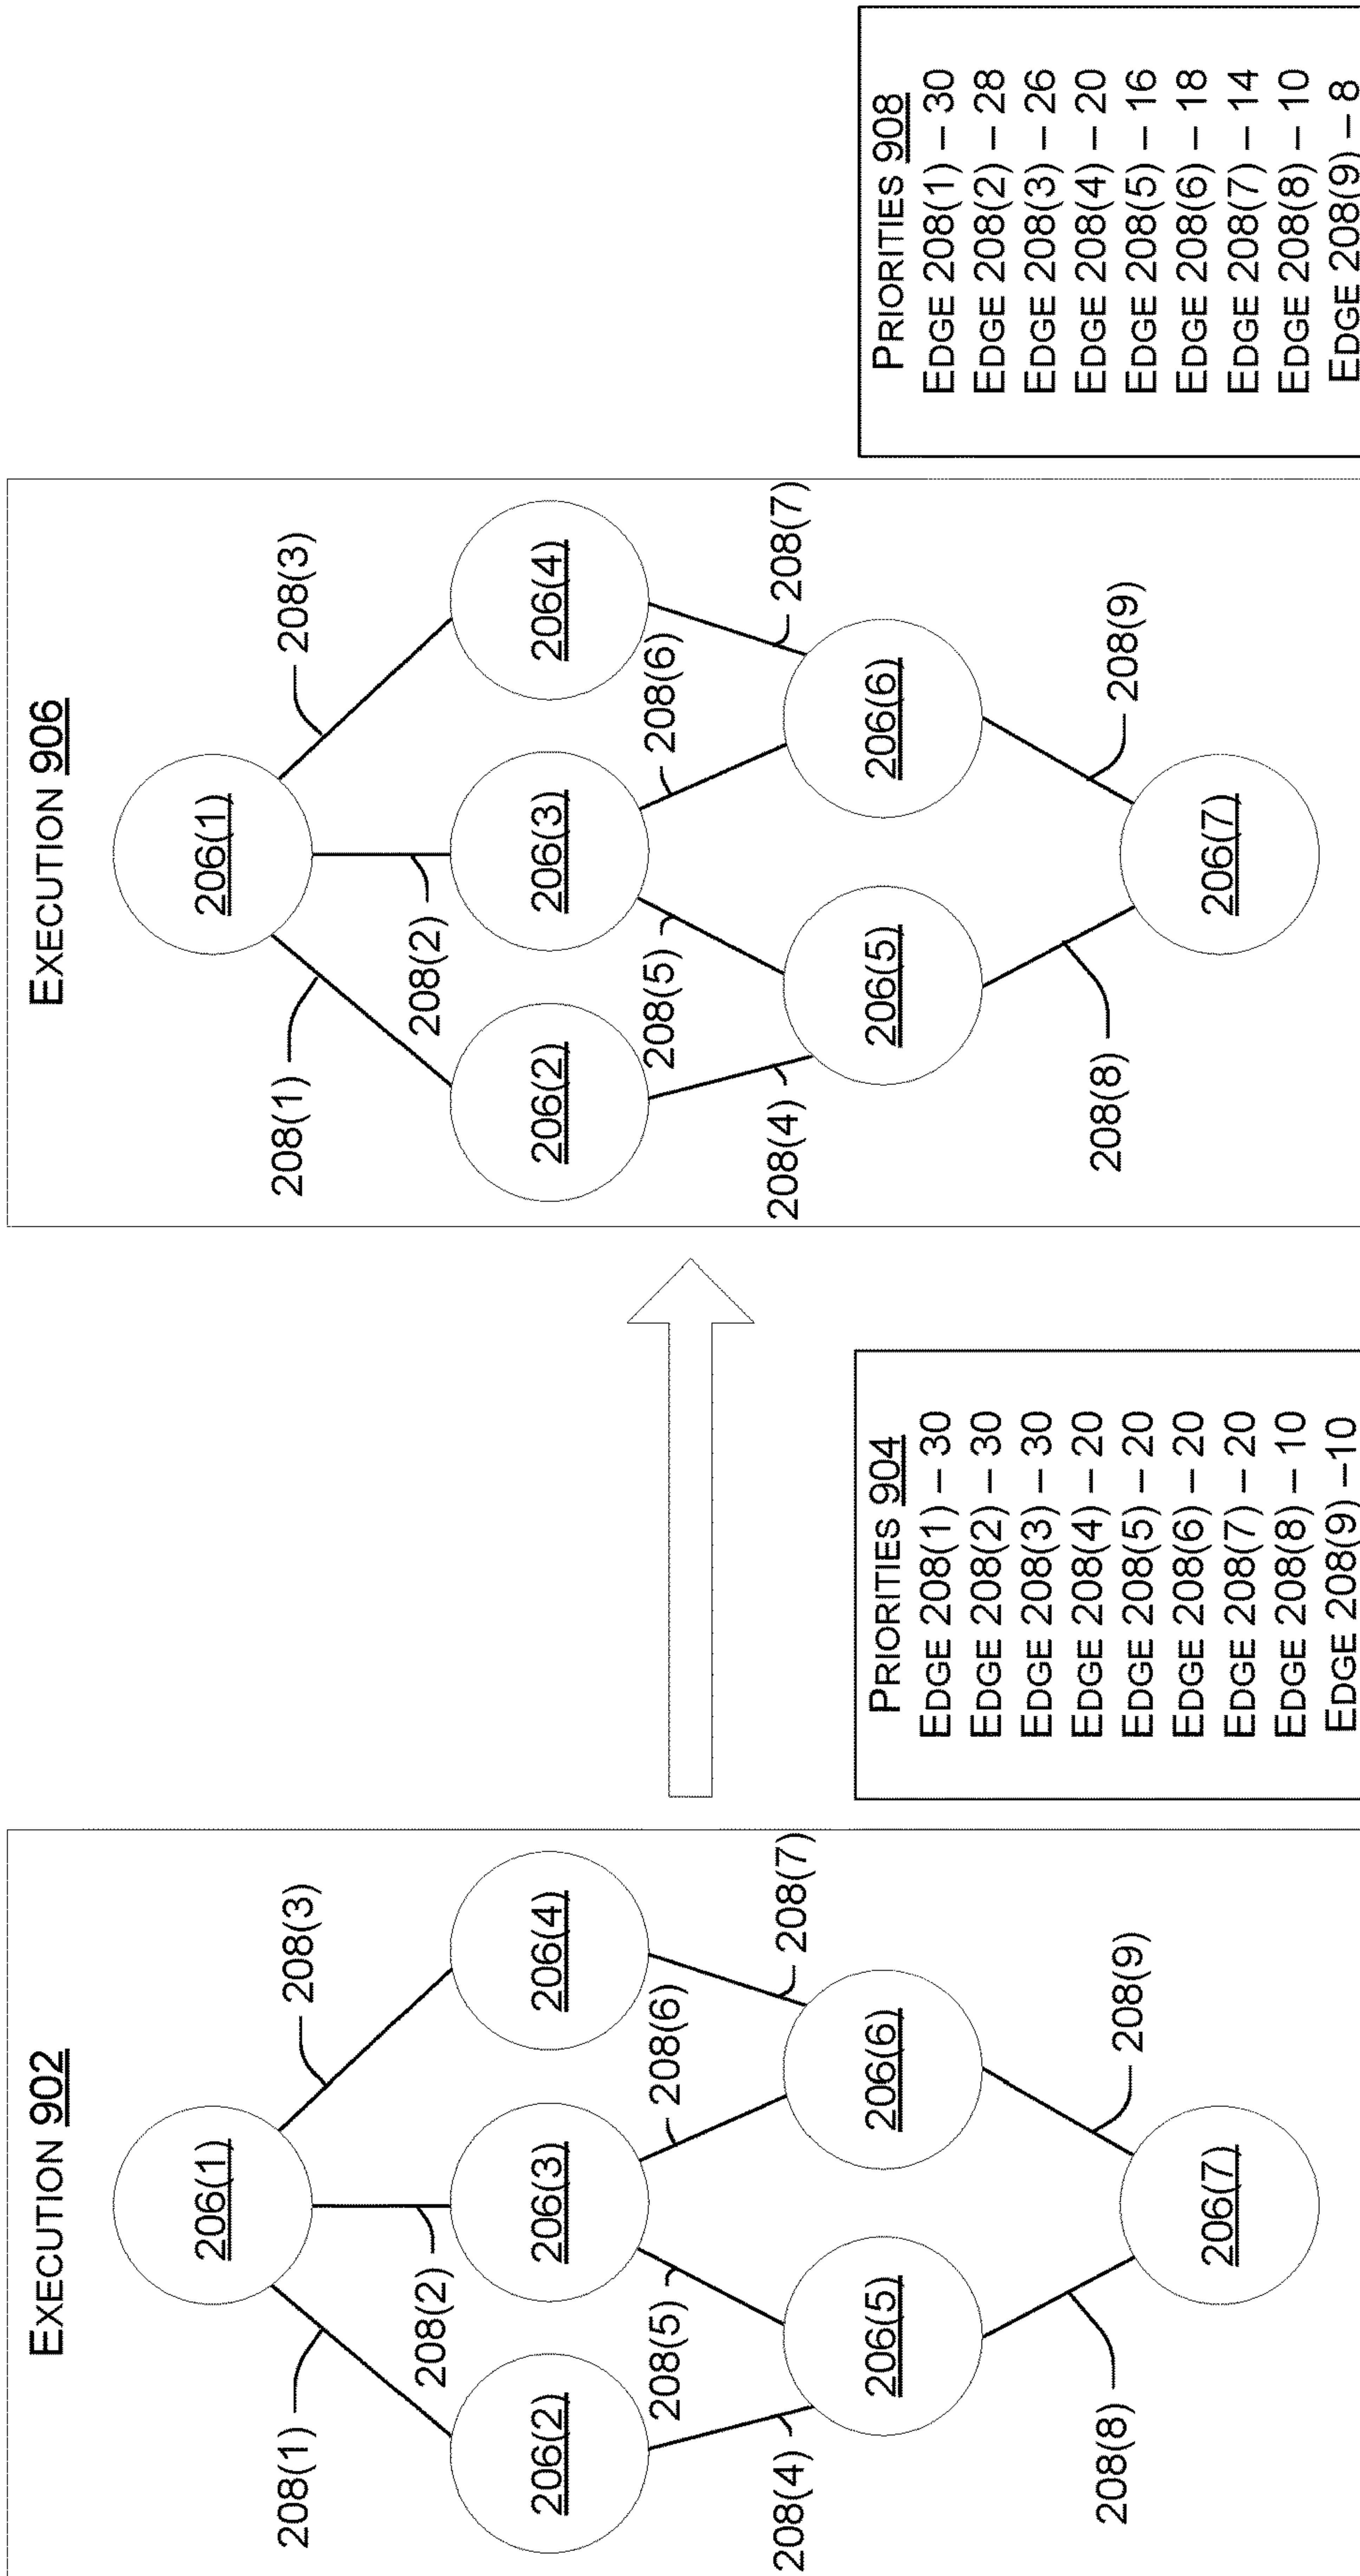 EXECUTION 902
206(1)
208(1)
208(2)
208(3)
206(2)
206(3)
206(4)
208(4)
208(5)
208(6)
208(7)
206(5)
206(6)
208(8)
208(9)
206(7)
PRIORITIES 904
EDGE 208(1) – 30
EDGE 208(2) – 30
EDGE 208(3) – 30
EDGE 208(4) – 20
EDGE 208(5) – 20
EDGE 208(6) – 20
EDGE 208(7) – 20
EDGE 208(8) – 10
EDGE 208(9) –10
EXECUTION 906
206(1)
208(1)
208(2)
208(3)
206(2)
206(3)
206(4)
208(4)
208(5)
208(6)
208(7)
206(5)
206(6)
208(8)
208(9)
206(7)
PRIORITIES 908
EDGE 208(1) – 30
EDGE 208(2) – 28
EDGE 208(3) – 26
EDGE 208(4) – 20
EDGE 208(5) – 16
EDGE 208(6) – 18
EDGE 208(7) – 14
EDGE 208(8) – 10
EDGE 208(9) – 8